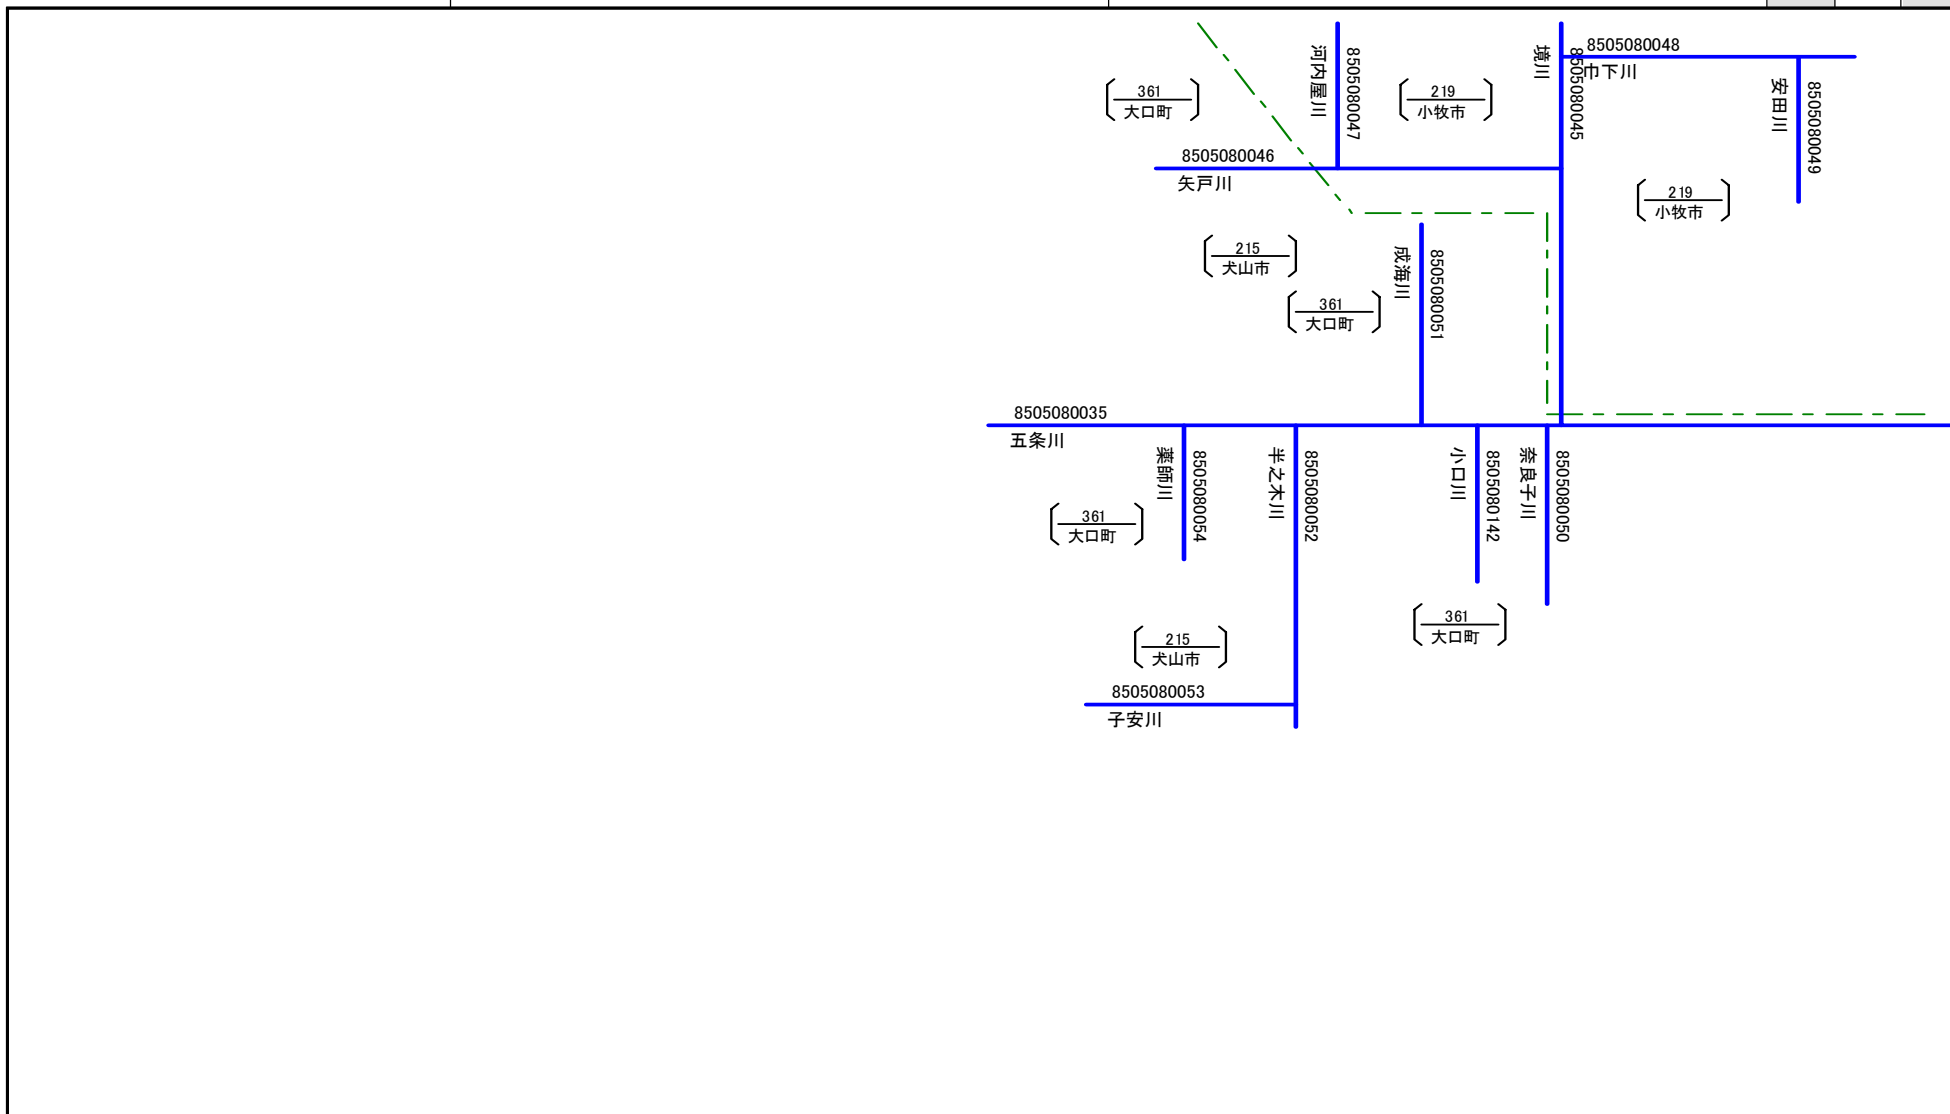 8505080048
巾下川
境川
8505080045
河内屋川
8505080047
安田川
8505080049
361
大口町
219
小牧市
8505080046
矢戸川
219
小牧市
215
犬山市
成海川
8505080051
361
大口町
8505080035
五条川
薬師川
8505080054
半之木川
8505080052
小口川
8505080142
奈良子川
8505080050
361
大口町
361
大口町
215
犬山市
8505080053
子安川